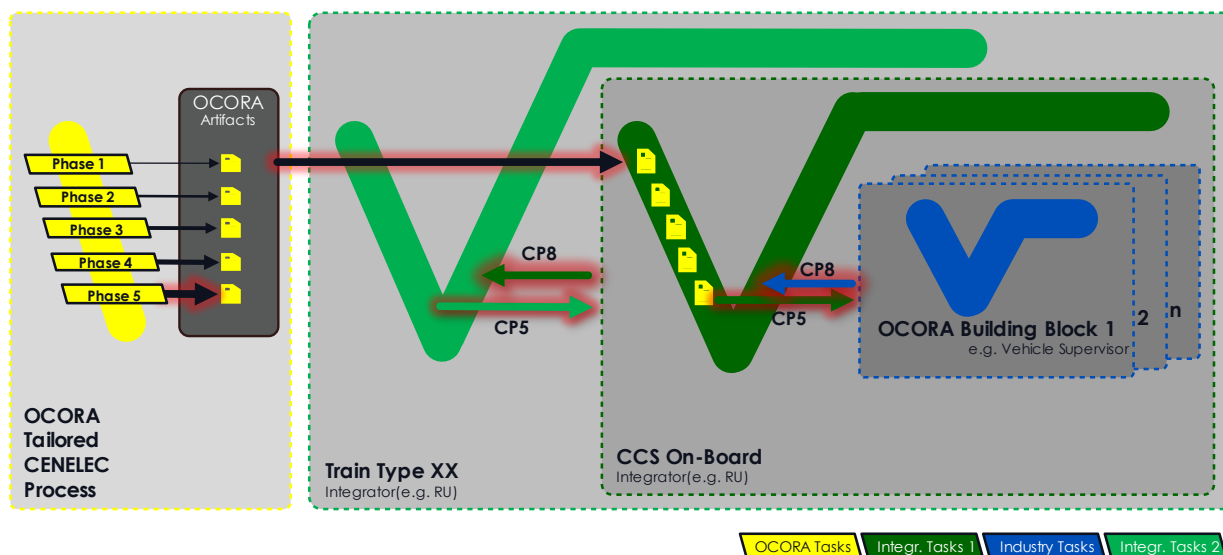 OCORA
Artifacts
Phase 1
Phase 2
Phase 3
Phase 4
Phase 5
OCORA
Tailored
CENELEC
Process
CP8
CP5
Train Type XX
Integrator(e.g. RU)
CP8
CP5
OCORA Building Block 1
e.g. Vehicle Supervisor
2
n
CCS On-Board
Integrator(e.g. RU)
OCORA Tasks
Integr. Tasks 1
Industry Tasks
Integr. Tasks 2